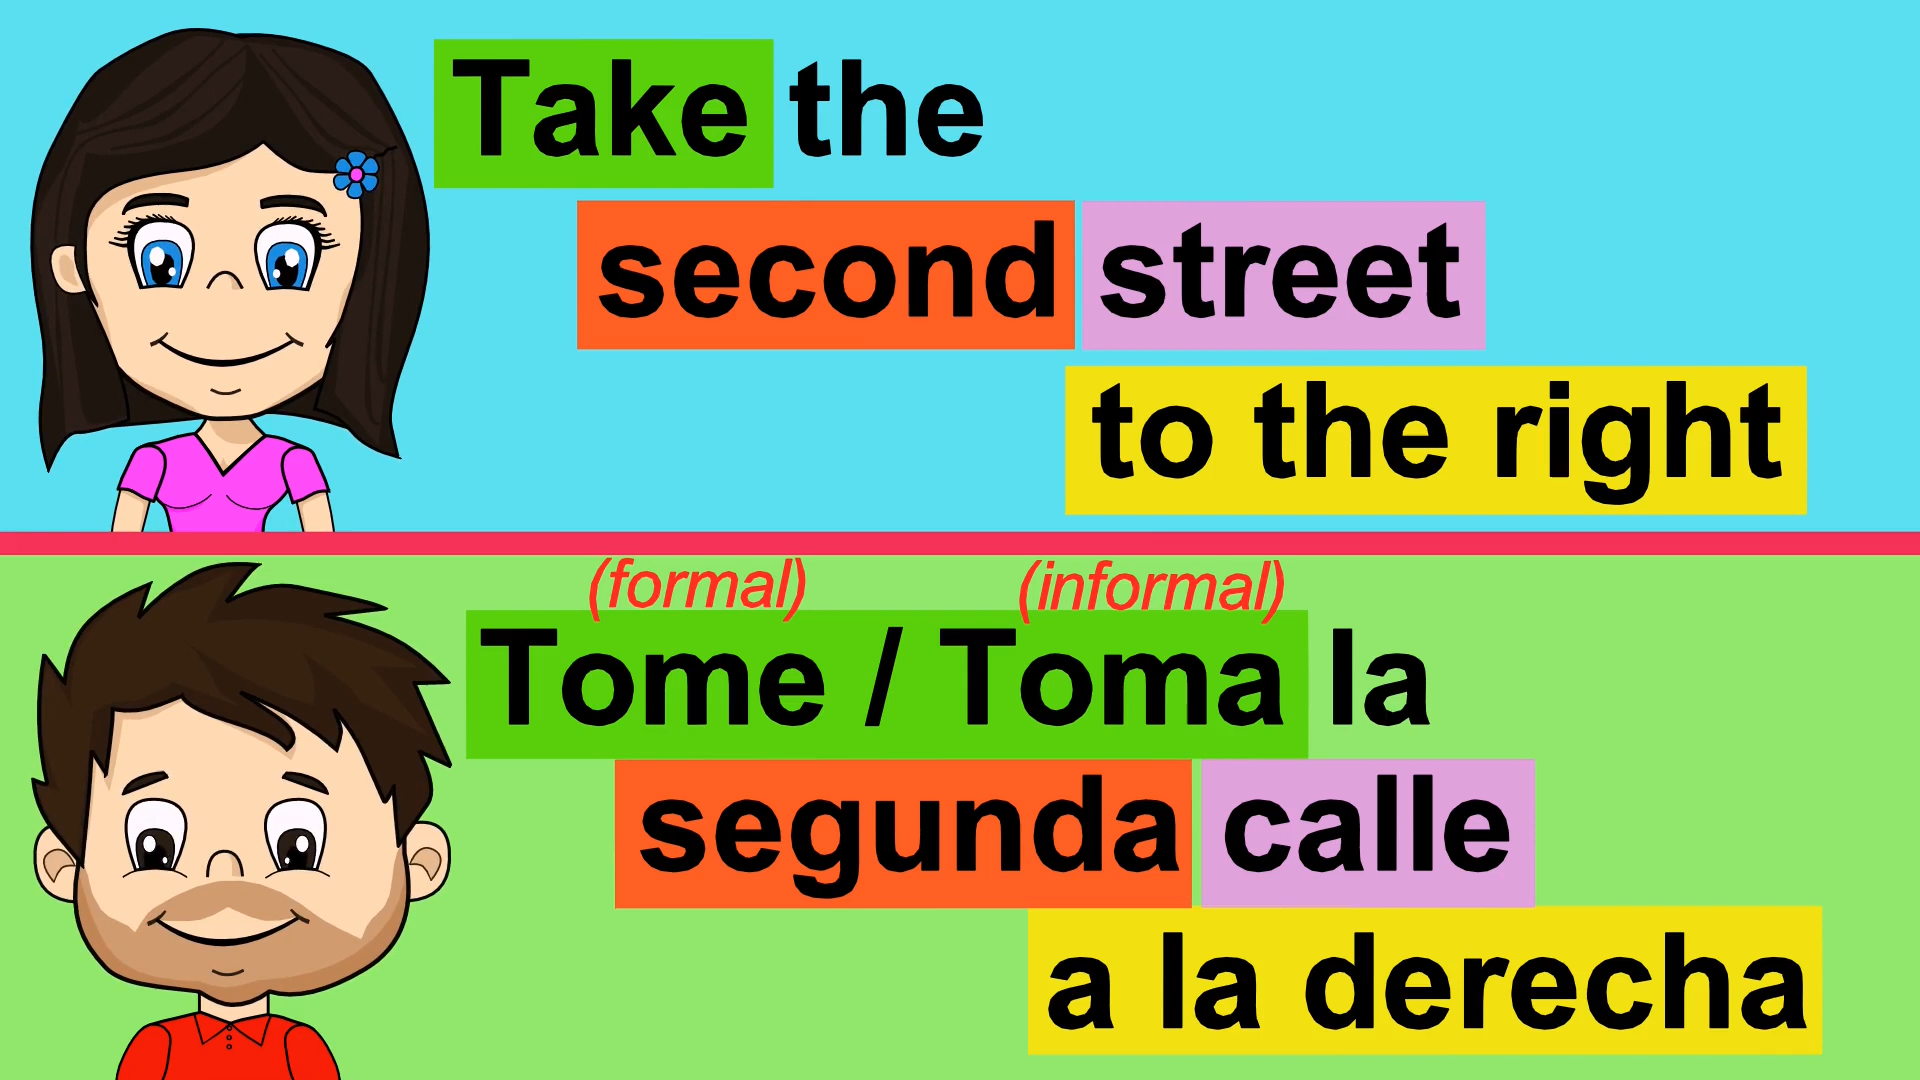 Take the
second street
to the right
(formal) (informal)
Tome / Toma la
segunda calle
a la derecha